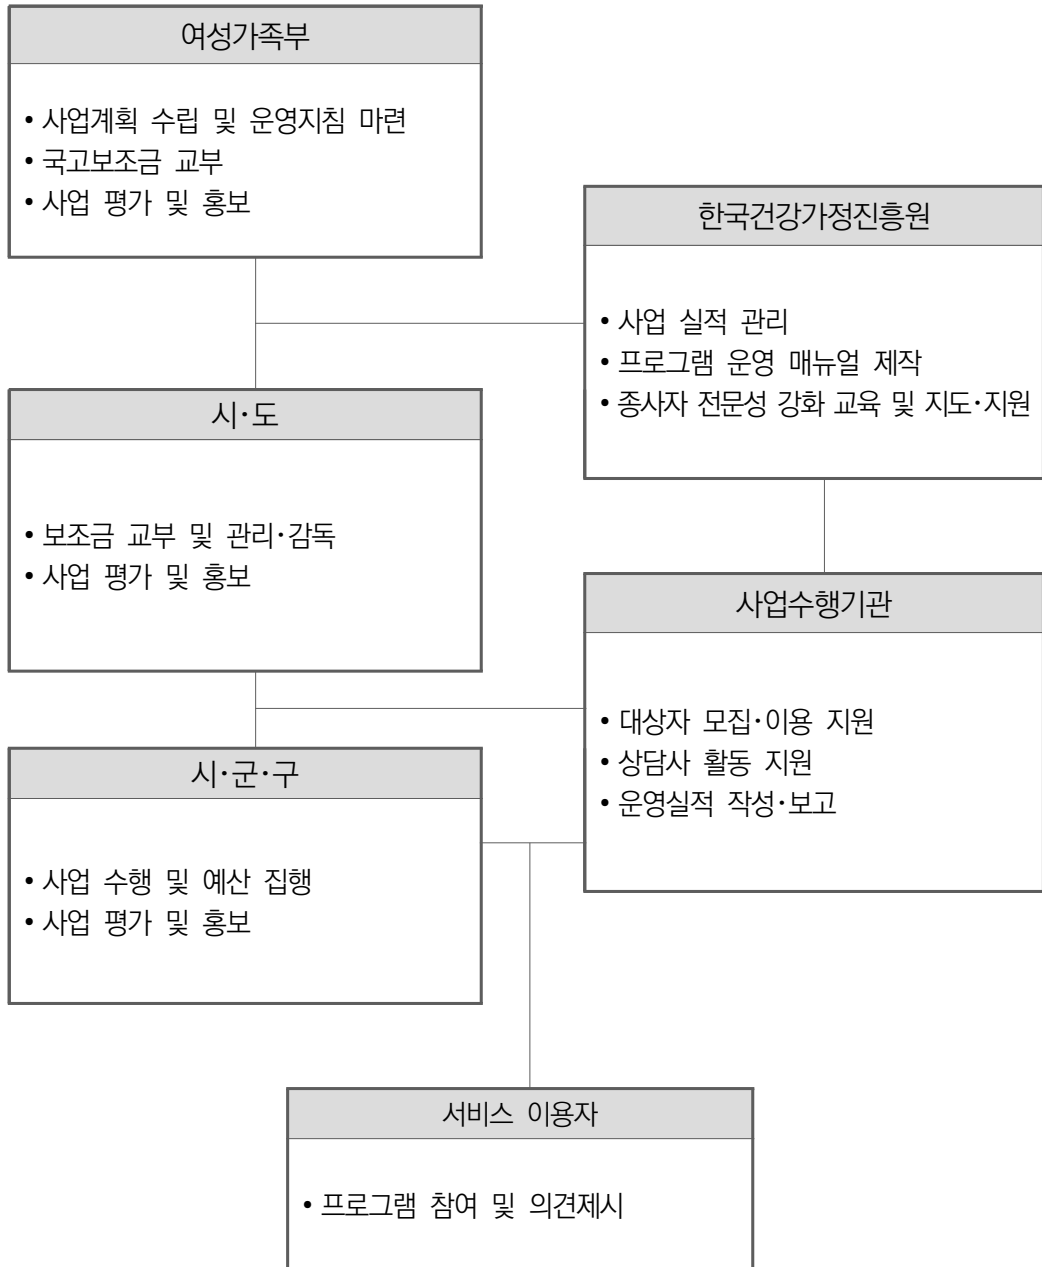 여성가족부
• 사업계획 수립 및 운영지침 마련
• 국고보조금 교부
• 사업 평가 및 홍보
한국건강가정진흥원
• 사업 실적 관리
• 프로그램 운영 매뉴얼 제작
• 종사자 전문성 강화 교육 및 지도·지원
시·도
• 보조금 교부 및 관리·감독
• 사업 평가 및 홍보
사업수행기관
• 대상자 모집·이용 지원
• 상담사 활동 지원
• 운영실적 작성·보고
시·군·구
• 사업 수행 및 예산 집행
• 사업 평가 및 홍보
서비스 이용자
• 프로그램 참여 및 의견제시